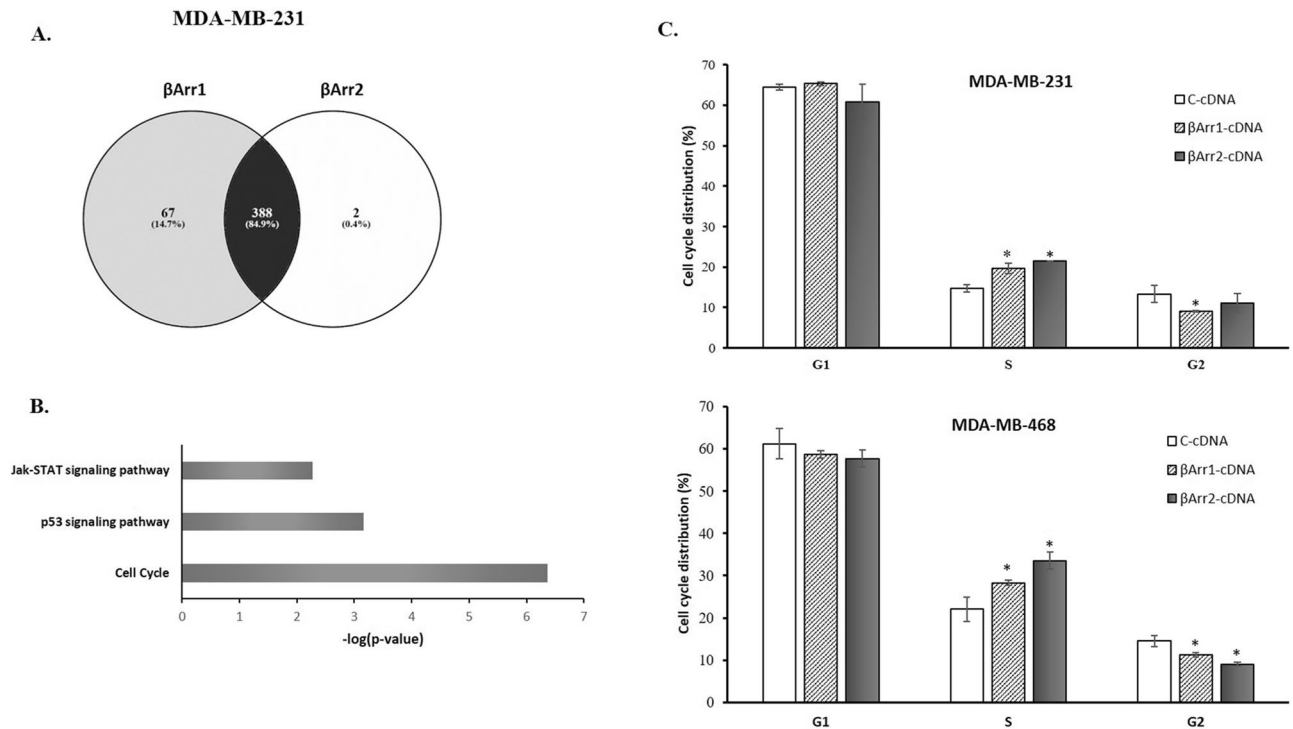 MDA-MB-231
A.
βArr1
βArr2
67
(14.7%)
388
(84.9%)
2
(0.4%)
B.
Jak-STAT signaling pathway
p53 signaling pathway
Cell Cycle
0 1 2 3 4 5 6 7
-log(p-value)
C.
MDA-MB-231
Cell cycle distribution (%)
70
60
50
40
30
20
10
0
* * *
G1 S G2
C-cDNA
βArr1-cDNA
βArr2-cDNA
MDA-MB-468
Cell cycle distribution (%)
70
60
50
40
30
20
10
0
* * * *
G1 S G2
C-cDNA
βArr1-cDNA
βArr2-cDNA